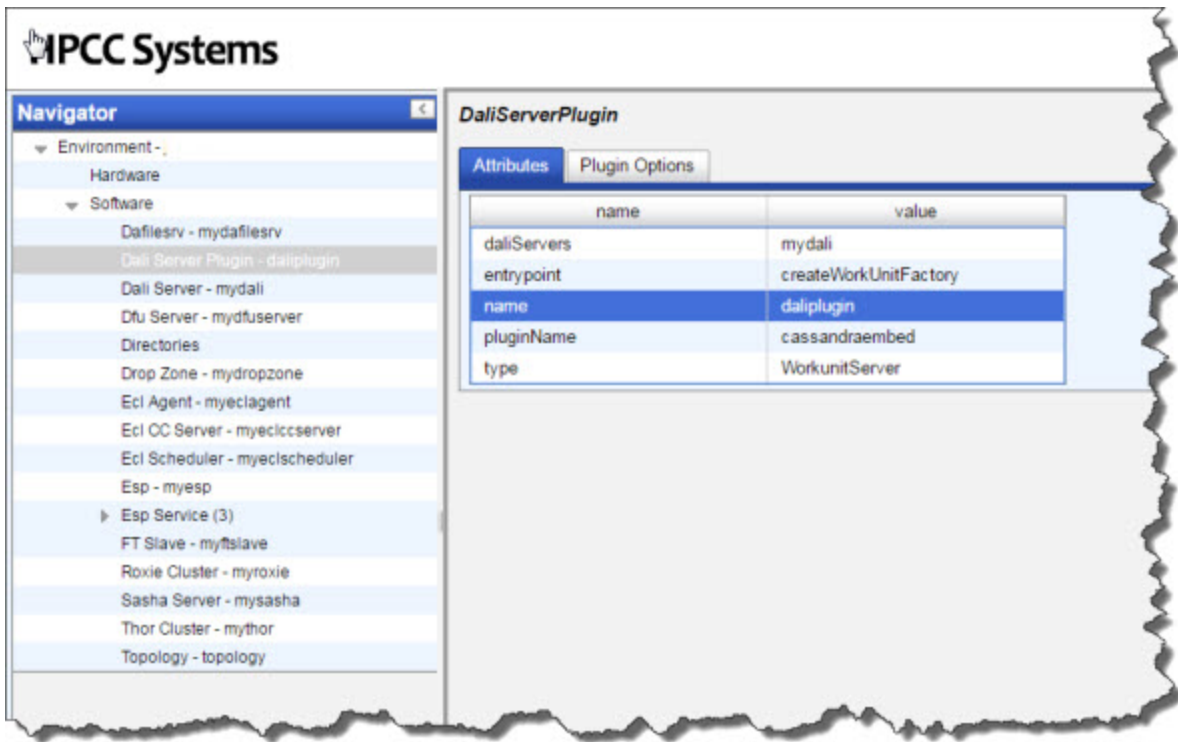 HPCC Systems
Navigator
Environment -
Hardware
Software
Dafilesrv - mydafilesrv
Dali Server Plugin - daliplugin
Dali Server - mydali
Dfu Server - mydfuserver
Directories
Drop Zone - mydropzone
Ecl Agent - myeclagent
Ecl CC Server - myeclccserver
Ecl Scheduler - myeclscheduler
Esp - myesp
Esp Service (3)
FT Slave - myftslave
Roxie Cluster - myroxie
Sasha Server - mysasha
Thor Cluster - mythor
Topology - topology
DaliServerPlugin
Attributes Plugin Options
name value
daliServers mydali
entrypoint createWorkUnitFactory
name daliplugin
pluginName cassandraembed
type WorkunitServer